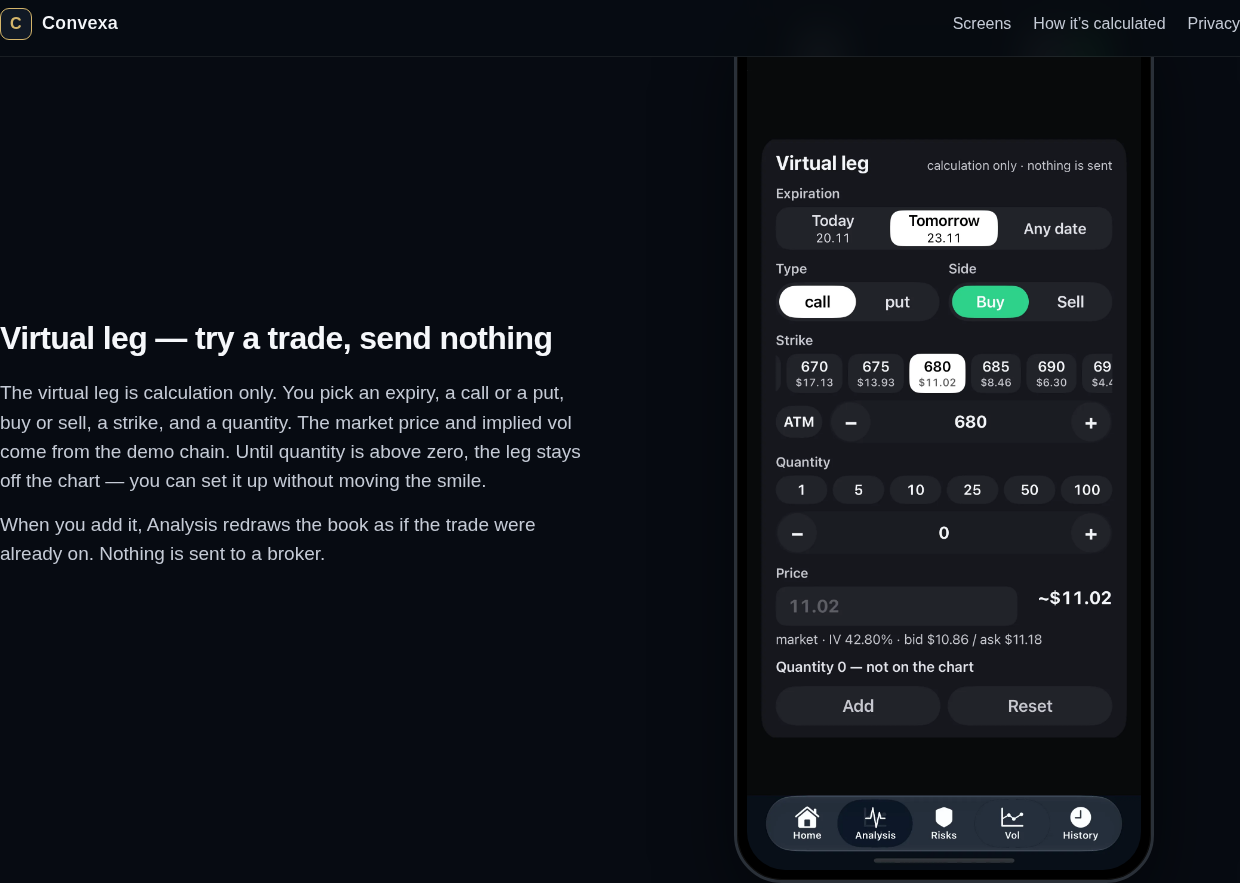 C Convexa
Screens How it's calculated Privacy
Virtual leg — try a trade, send nothing
The virtual leg is calculation only. You pick an expiry, a call or a put,
buy or sell, a strike, and a quantity. The market price and implied vol
come from the demo chain. Until quantity is above zero, the leg stays
off the chart — you can set it up without moving the smile.
When you add it, Analysis redraws the book as if the trade were
already on. Nothing is sent to a broker.
Virtual leg calculation only · nothing is sent
Expiration
Today Tomorrow Any date
20.11 23.11
Type Side
call put Buy Sell
Strike
670 675 680 685 690 69
$17.13 $13.93 $11.02 $8.46 $6.30 $4.4
ATM − 680 +
Quantity
1 5 10 25 50 100
− 0 +
Price
11.02 ~$11.02
market · IV 42.80% · bid $10.86 / ask $11.18
Quantity 0 — not on the chart
Add Reset
Home Analysis Risks Vol History